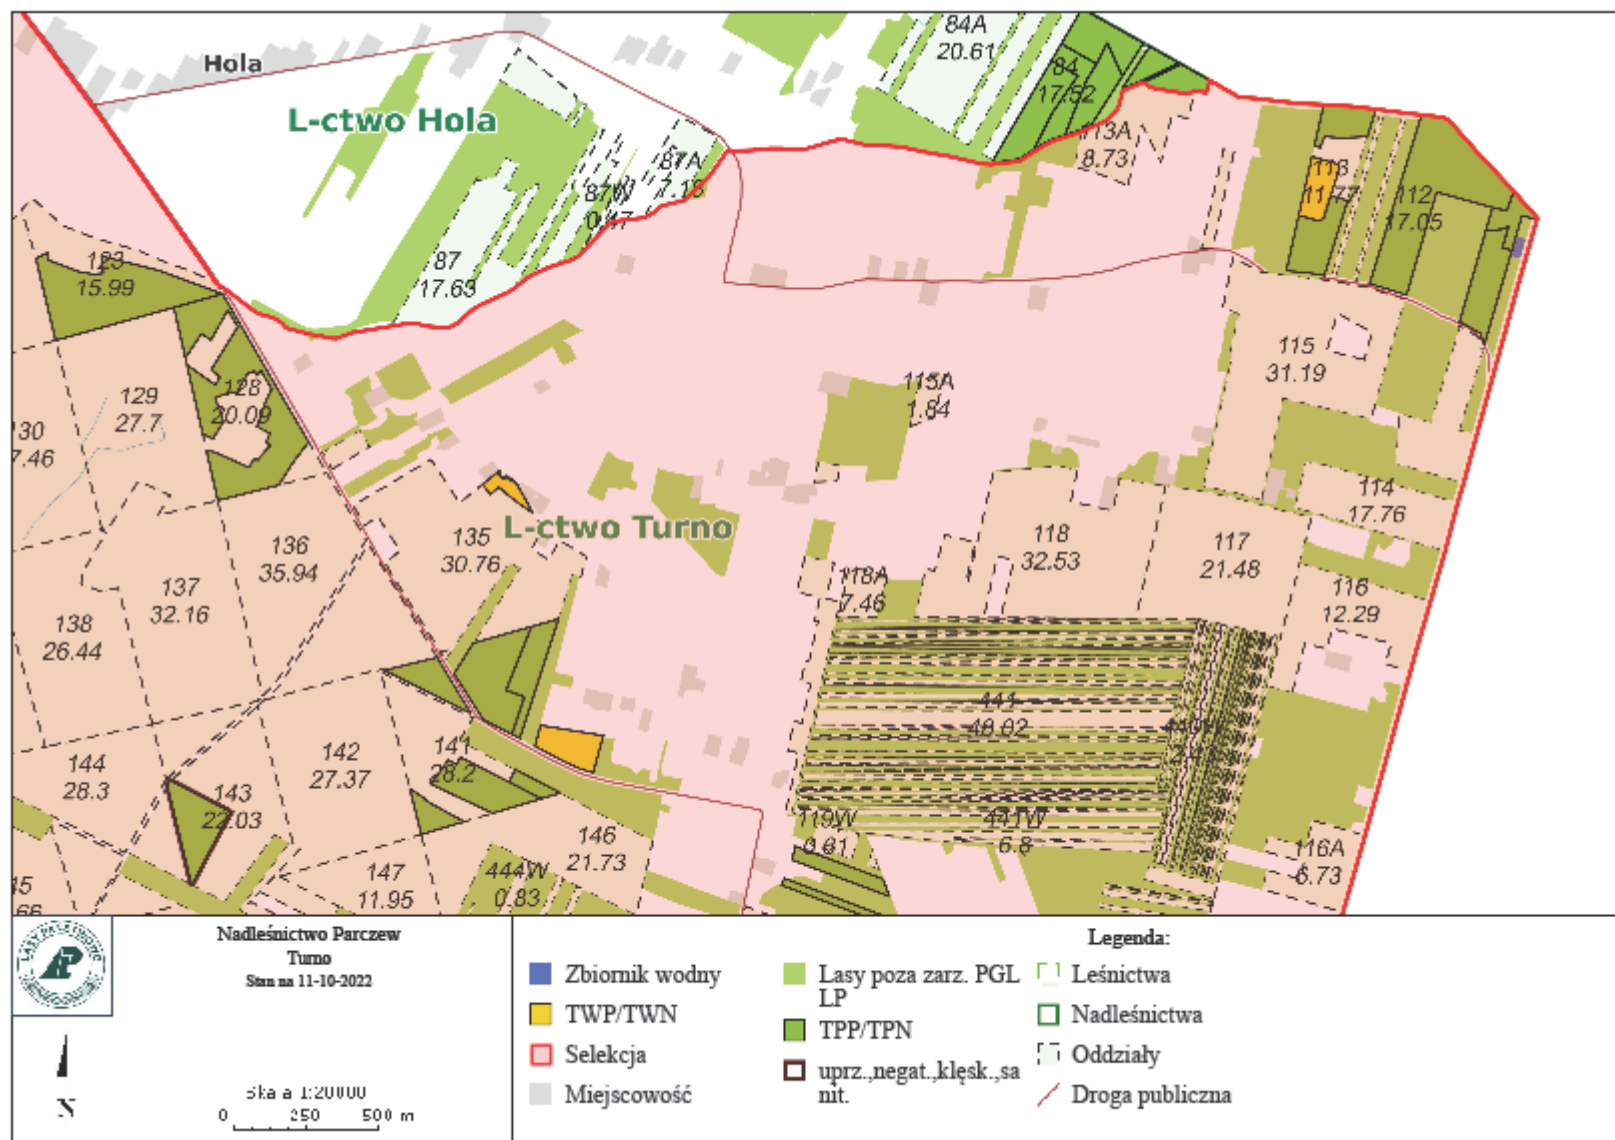 Hola
L-ctwo Hola
84A
20.61
84
17.52
87A
7.15
87W
0.47
87
17.63
113A
8.73
113
11.77
112
17.05
123
15.99
129
27.7
128
20.09
30
7.46
115
31.19
115A
1.84
114
17.76
L-ctwo Turno
135
30.76
136
35.94
137
32.16
138
26.44
118
32.53
117
21.48
118A
7.46
116
12.29
441
48.02
144
28.3
143
22.03
142
27.37
141
28.2
146
21.73
147
11.95
444W
0.83
119W
0.61
441W
6.8
116A
6.73
45
66
LASY PAŃSTWOWE
Nadleśnictwo Parczew
Turno
Stan na 11-10-2022
N
Ska a 1:20000
0 250 500 m
Legenda:
Zbiornik wodny
TWP/TWN
Selekcja
Miejscowość
Lasy poza zarz. PGL
LP
TPP/TPN
uprz.,negat.,klęsk.,sa
nit.
Leśnictwa
Nadleśnictwa
Oddziały
Droga publiczna